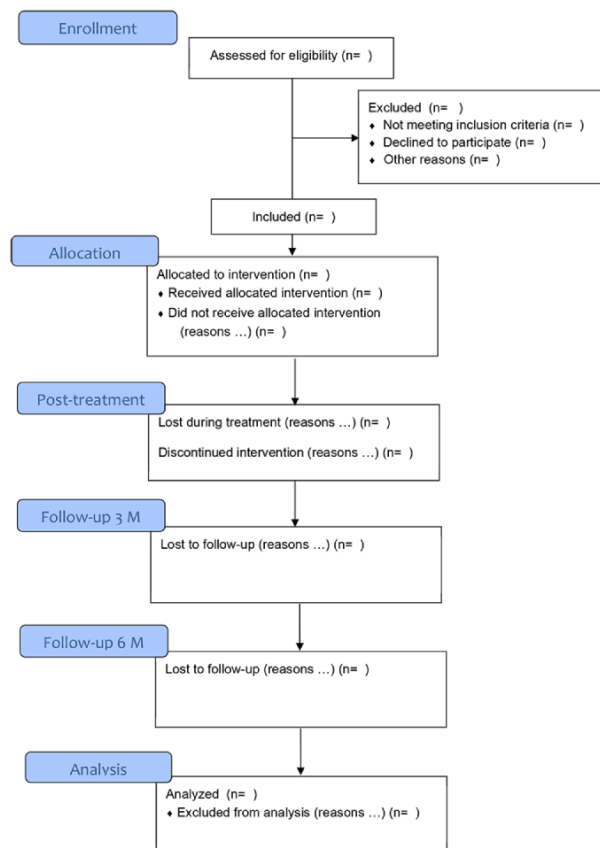 Enrollment
Assessed for eligibility (n=  )
Excluded  (n=   )
♦ Not meeting inclusion criteria (n=  )
♦ Declined to participate (n=  )
♦ Other reasons (n=  )
Included (n=  )
Allocation
Allocated to intervention (n=  )
♦ Received allocated intervention (n=  )
♦ Did not receive allocated intervention
(reasons …) (n=  )
Post-treatment
Lost during treatment (reasons …) (n=  )
Discontinued intervention (reasons …) (n=  )
Follow-up 3 M
Lost to follow-up (reasons …) (n=  )
Follow-up 6 M
Lost to follow-up (reasons …) (n=  )
Analysis
Analyzed  (n=  )
♦ Excluded from analysis (reasons …) (n=  )